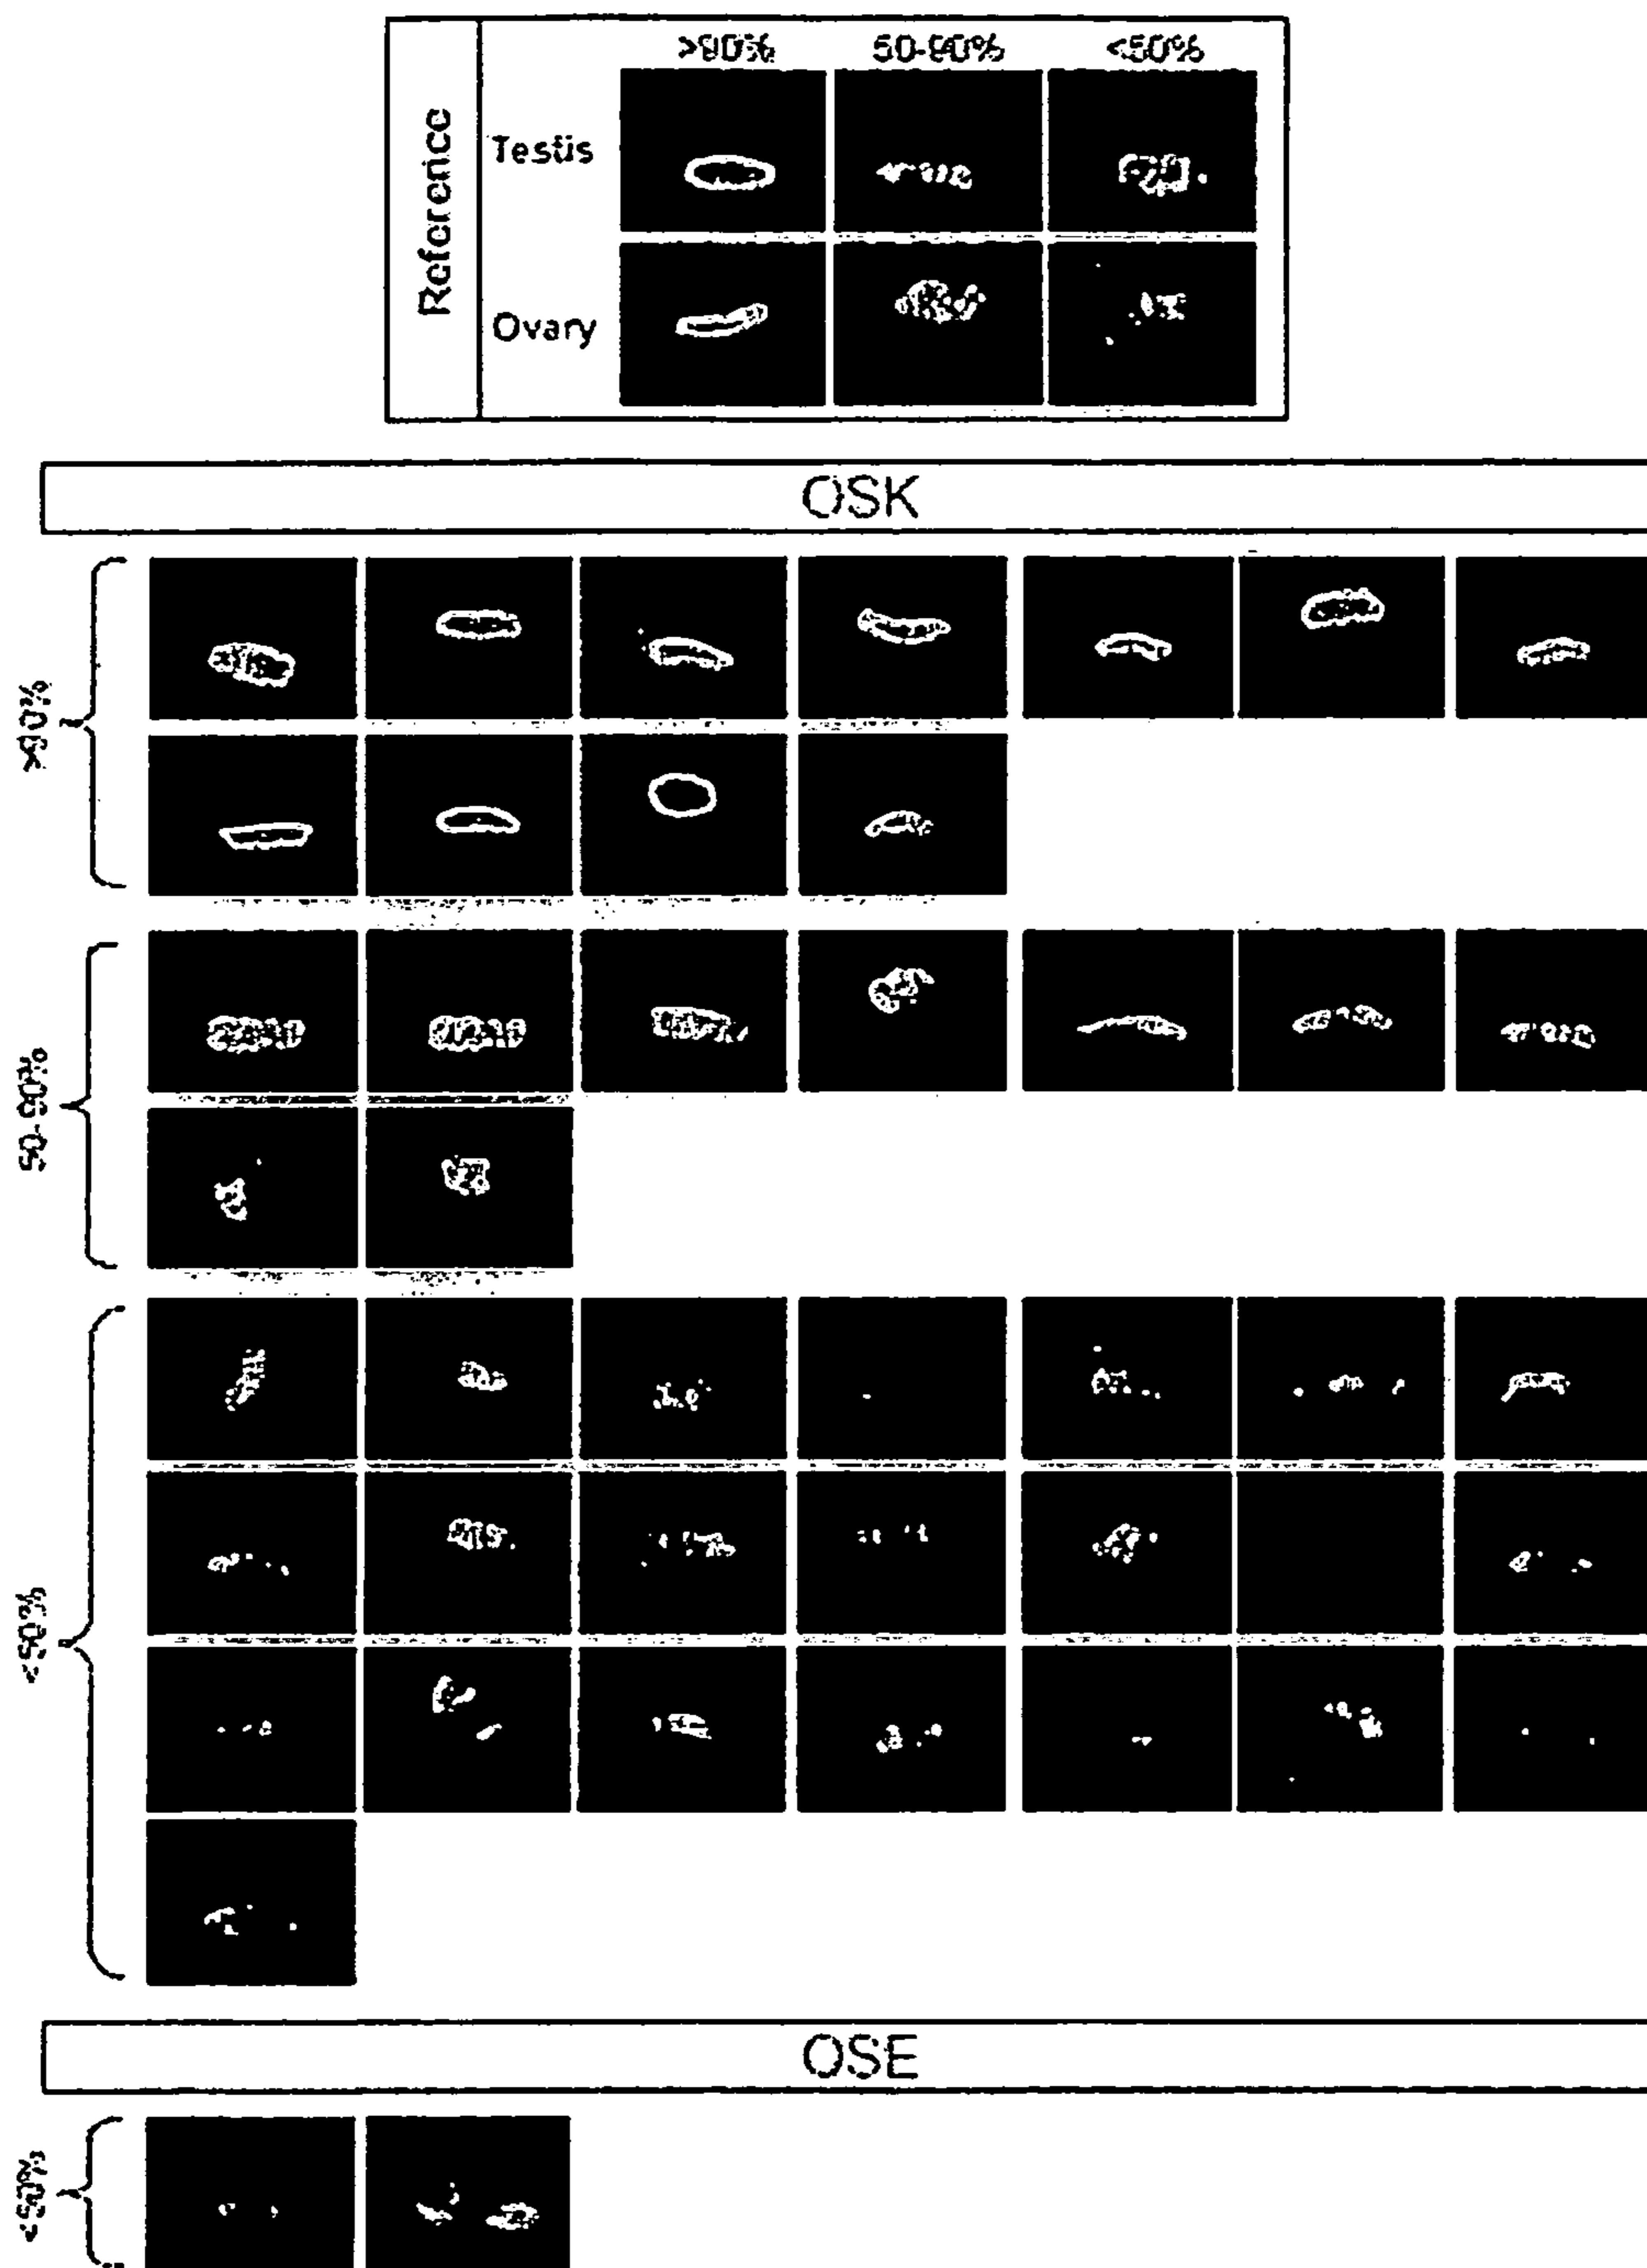 >90% 50-90% <50%
Reference
Testis
Ovary
OSK
>90%
50-90%
<50%
OSE
<50%